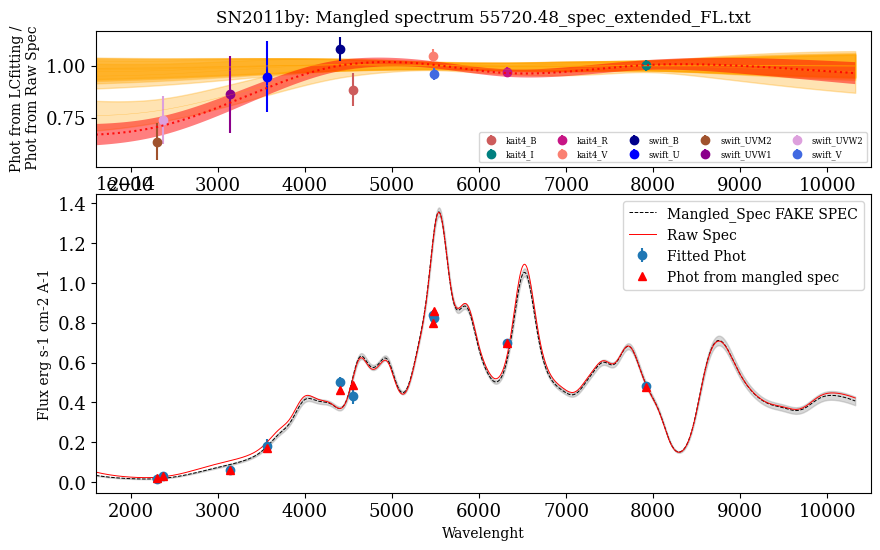 SN2011by: Mangled spectrum 55720.48_spec_extended_FL.txt
Phot from LCfitting /
Phot from Raw Spec
1.00
0.75
kait4_B
kait4_R
swift_B
swift_UVM2
swift_UVW2
kait4_I
kait4_V
swift_U
swift_UVW1
swift_V
2000 3000 4000 5000 6000 7000 8000 9000 10000
1e−14
Flux erg s-1 cm-2 A-1
1.4
1.2
1.0
0.8
0.6
0.4
0.2
0.0
Mangled_Spec FAKE SPEC
Raw Spec
Fitted Phot
Phot from mangled spec
2000 3000 4000 5000 6000 7000 8000 9000 10000
Wavelenght